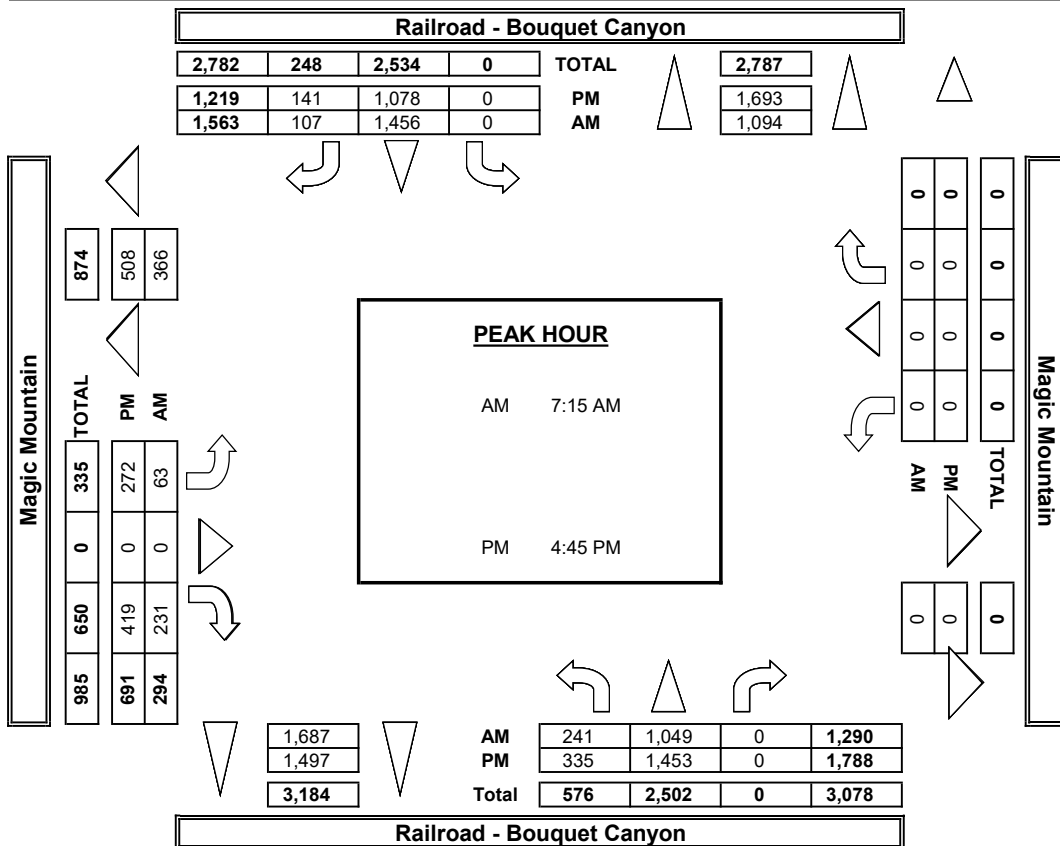 Railroad - Bouquet Canyon
2,782 248 2,534 0 TOTAL 2,787
1,219 141 1,078 0 PM 1,693
1,563 107 1,456 0 AM 1,094
Magic Mountain
874 508 366
TOTAL PM AM
335 272 63
0 0 0
650 419 231
985 691 294
PEAK HOUR
AM 7:15 AM
PM 4:45 PM
0 0 0
0 0 0
0 0 0
0 0 0
AM PM TOTAL
0 0 0
Magic Mountain
1,687 AM 241 1,049 0 1,290
1,497 PM 335 1,453 0 1,788
3,184 Total 576 2,502 0 3,078
Railroad - Bouquet Canyon